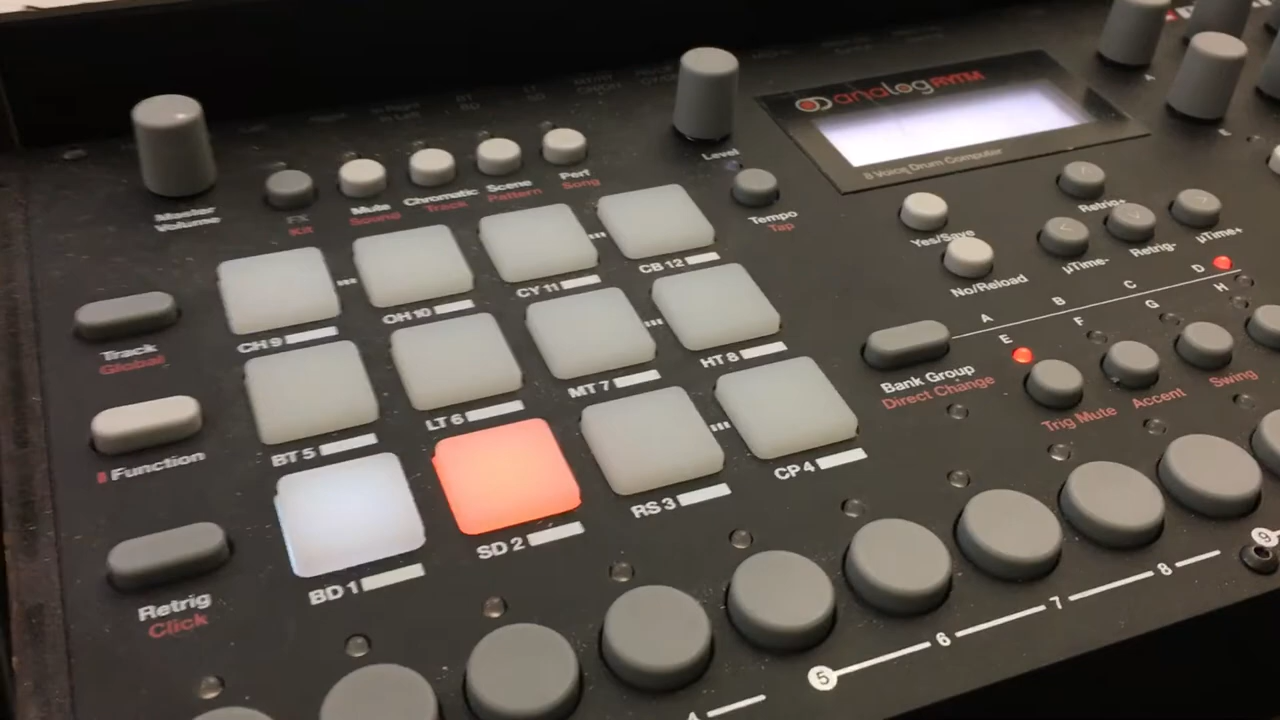 analog RYTM
8 Voice Drum Computer
Level
Master
Volume
FX
Kit
Mute
Sound
Chromatic
Track
Scene
Pattern
Perf
Song
Tempo
Tap
Yes/Save
No/Reload
Retrig+
µTime-
Retrig-
µTime+
CH 9
OH 10
CY 11
CB 12
Track
Global
BT 5
LT 6
MT 7
HT 8
Function
BD 1
SD 2
RS 3
CP 4
Retrig
Click
Bank Group
Direct Change
A
B
C
D
E
F
G
H
Trig Mute
Accent
Swing
4
5
6
7
8
9